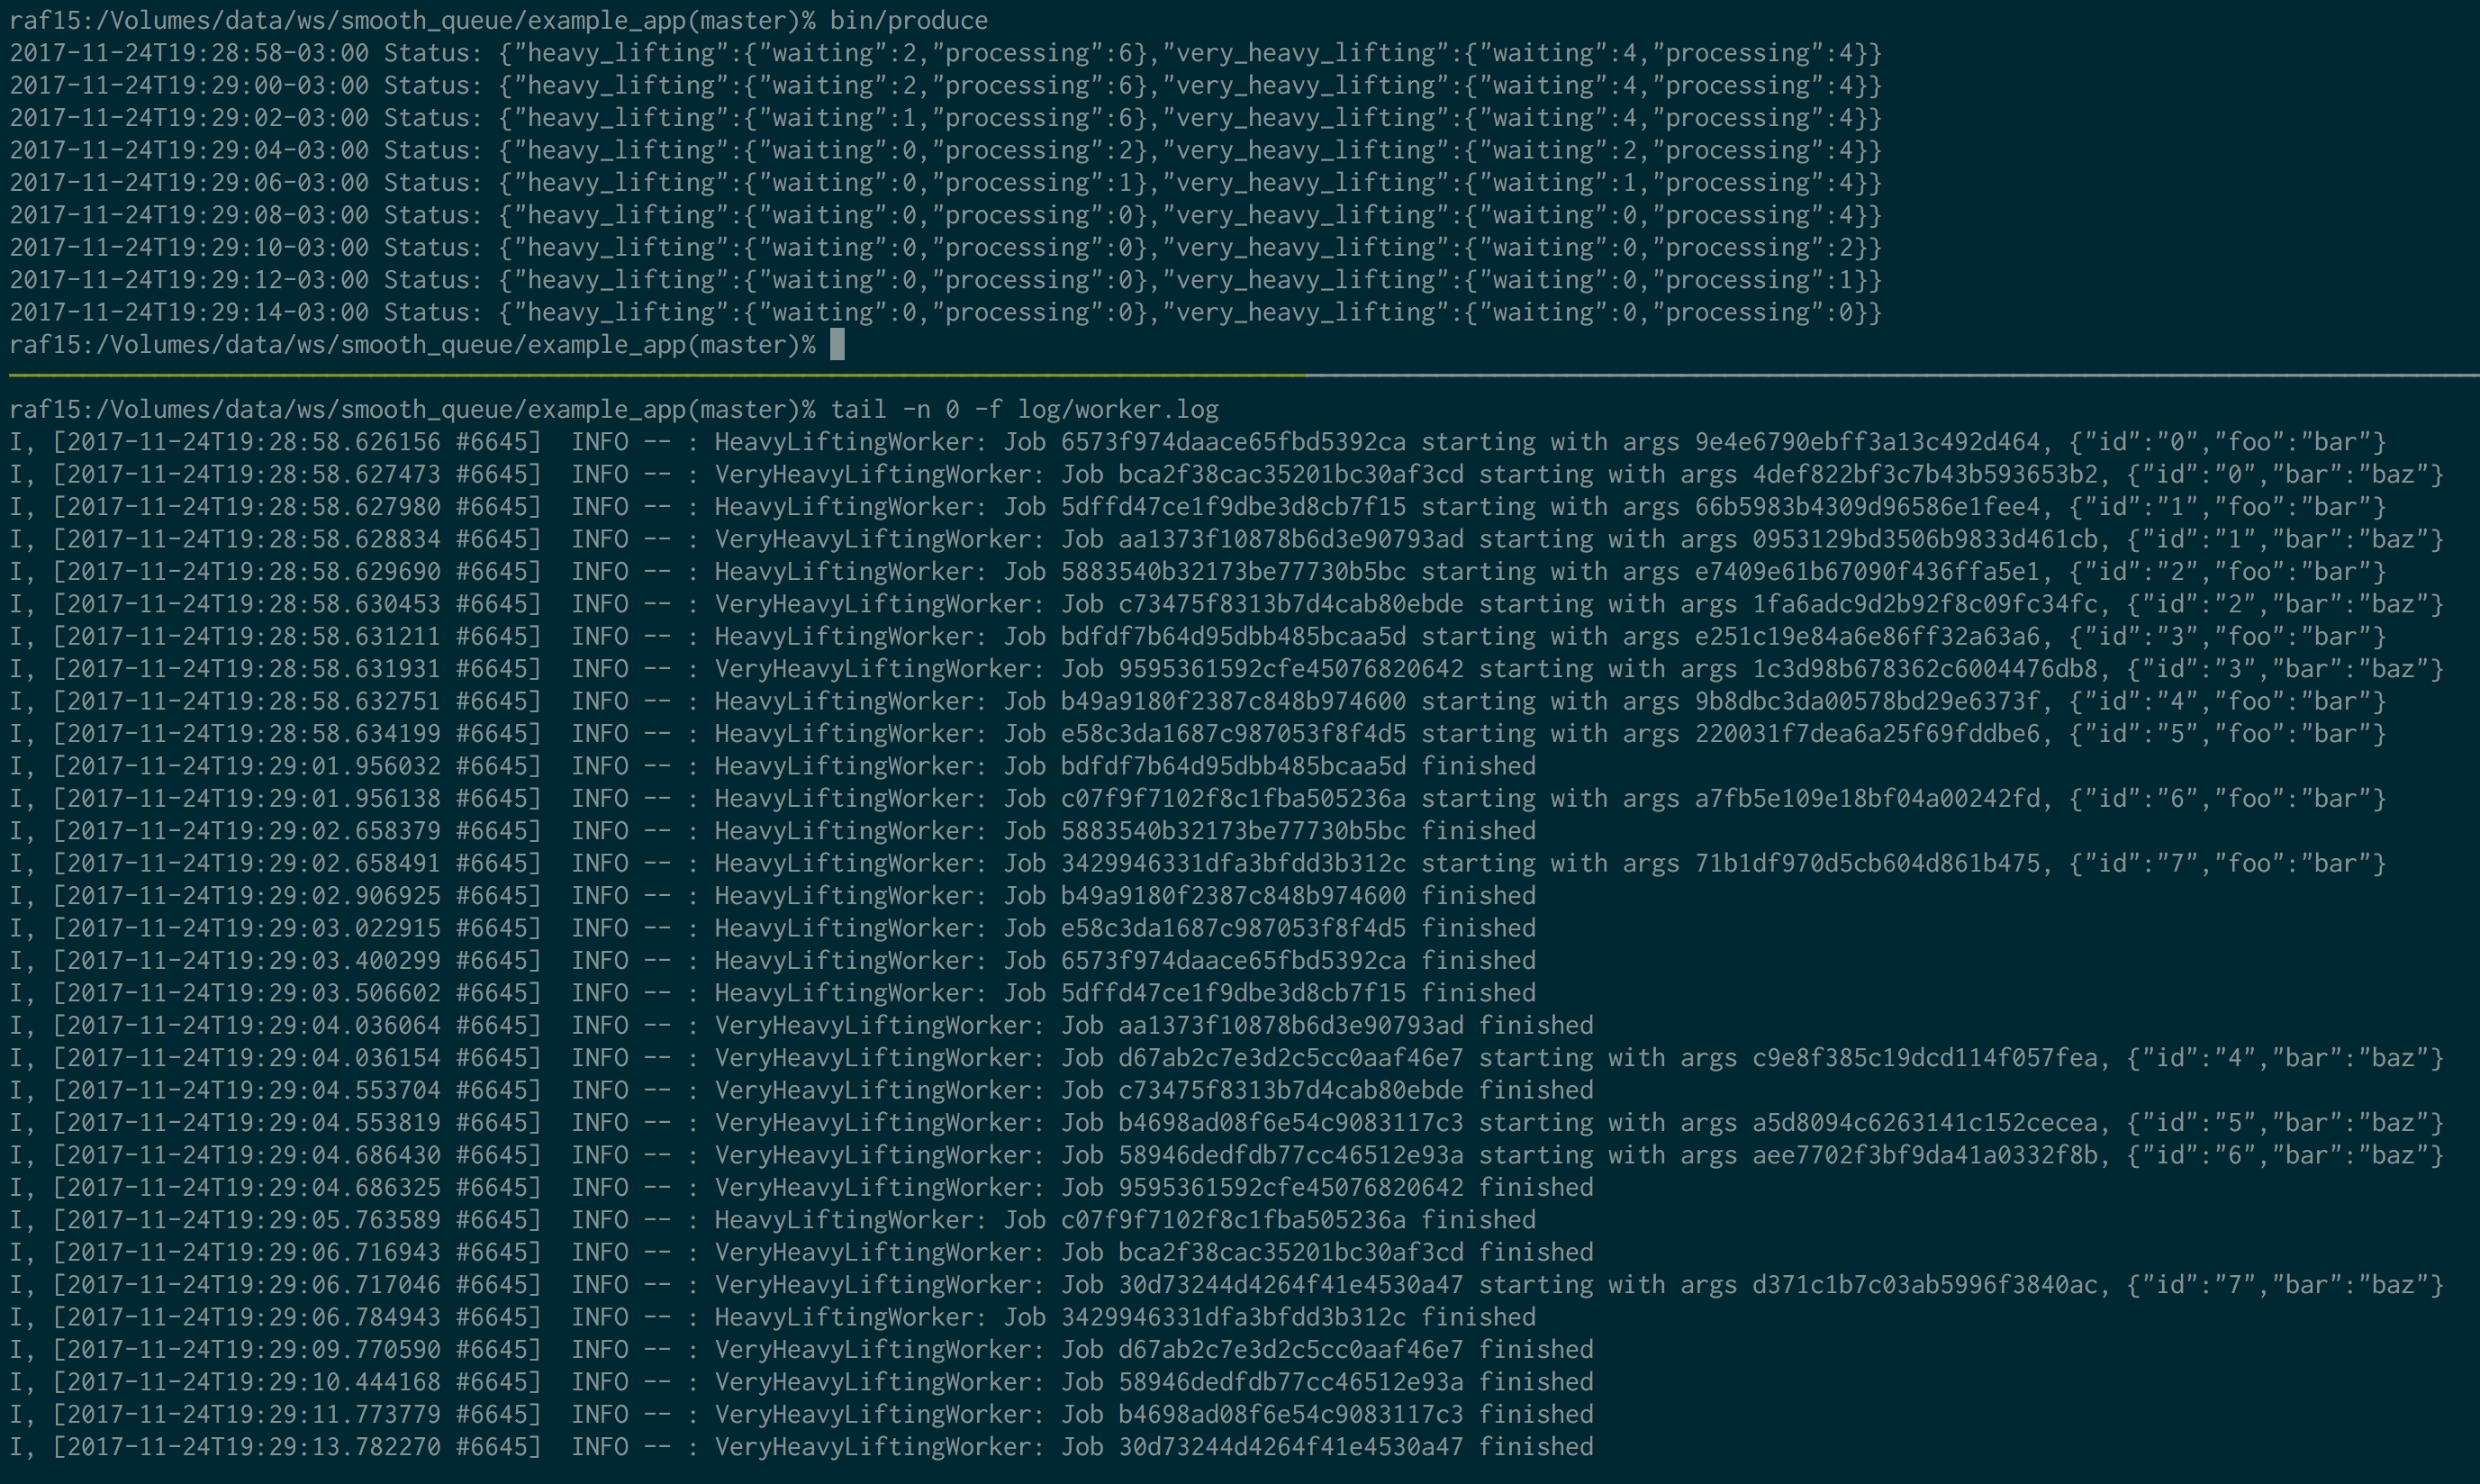 raf15:/Volumes/data/ws/smooth_queue/example_app(master)% bin/produce
2017-11-24T19:28:58-03:00 Status: {"heavy_lifting":{"waiting":2,"processing":6},"very_heavy_lifting":{"waiting":4,"processing":4}}
2017-11-24T19:29:00-03:00 Status: {"heavy_lifting":{"waiting":2,"processing":6},"very_heavy_lifting":{"waiting":4,"processing":4}}
2017-11-24T19:29:02-03:00 Status: {"heavy_lifting":{"waiting":1,"processing":6},"very_heavy_lifting":{"waiting":4,"processing":4}}
2017-11-24T19:29:04-03:00 Status: {"heavy_lifting":{"waiting":0,"processing":2},"very_heavy_lifting":{"waiting":2,"processing":4}}
2017-11-24T19:29:06-03:00 Status: {"heavy_lifting":{"waiting":0,"processing":1},"very_heavy_lifting":{"waiting":1,"processing":4}}
2017-11-24T19:29:08-03:00 Status: {"heavy_lifting":{"waiting":0,"processing":0},"very_heavy_lifting":{"waiting":0,"processing":4}}
2017-11-24T19:29:10-03:00 Status: {"heavy_lifting":{"waiting":0,"processing":0},"very_heavy_lifting":{"waiting":0,"processing":2}}
2017-11-24T19:29:12-03:00 Status: {"heavy_lifting":{"waiting":0,"processing":0},"very_heavy_lifting":{"waiting":0,"processing":1}}
2017-11-24T19:29:14-03:00 Status: {"heavy_lifting":{"waiting":0,"processing":0},"very_heavy_lifting":{"waiting":0,"processing":0}}
raf15:/Volumes/data/ws/smooth_queue/example_app(master)%
raf15:/Volumes/data/ws/smooth_queue/example_app(master)% tail -n 0 -f log/worker.log
I, [2017-11-24T19:28:58.626156 #6645]  INFO -- : HeavyLiftingWorker: Job 6573f974daace65fbd5392ca starting with args 9e4e6790ebff3a13c492d464, {"id":"0","foo":"bar"}
I, [2017-11-24T19:28:58.627473 #6645]  INFO -- : VeryHeavyLiftingWorker: Job bca2f38cac35201bc30af3cd starting with args 4def822bf3c7b43b593653b2, {"id":"0","bar":"baz"}
I, [2017-11-24T19:28:58.627980 #6645]  INFO -- : HeavyLiftingWorker: Job 5dffd47ce1f9dbe3d8cb7f15 starting with args 66b5983b4309d96586e1fee4, {"id":"1","foo":"bar"}
I, [2017-11-24T19:28:58.628834 #6645]  INFO -- : VeryHeavyLiftingWorker: Job aa1373f10878b6d3e90793ad starting with args 0953129bd3506b9833d461cb, {"id":"1","bar":"baz"}
I, [2017-11-24T19:28:58.629690 #6645]  INFO -- : HeavyLiftingWorker: Job 5883540b32173be77730b5bc starting with args e7409e61b67090f436ffa5e1, {"id":"2","foo":"bar"}
I, [2017-11-24T19:28:58.630453 #6645]  INFO -- : VeryHeavyLiftingWorker: Job c73475f8313b7d4cab80ebde starting with args 1fa6adc9d2b92f8c09fc34fc, {"id":"2","bar":"baz"}
I, [2017-11-24T19:28:58.631211 #6645]  INFO -- : HeavyLiftingWorker: Job bdfdf7b64d95dbb485bcaa5d starting with args e251c19e84a6e86ff32a63a6, {"id":"3","foo":"bar"}
I, [2017-11-24T19:28:58.631931 #6645]  INFO -- : VeryHeavyLiftingWorker: Job 9595361592cfe45076820642 starting with args 1c3d98b678362c6004476db8, {"id":"3","bar":"baz"}
I, [2017-11-24T19:28:58.632751 #6645]  INFO -- : HeavyLiftingWorker: Job b49a9180f2387c848b974600 starting with args 9b8dbc3da00578bd29e6373f, {"id":"4","foo":"bar"}
I, [2017-11-24T19:28:58.634199 #6645]  INFO -- : HeavyLiftingWorker: Job e58c3da1687c987053f8f4d5 starting with args 220031f7dea6a25f69fddbe6, {"id":"5","foo":"bar"}
I, [2017-11-24T19:29:01.956032 #6645]  INFO -- : HeavyLiftingWorker: Job bdfdf7b64d95dbb485bcaa5d finished
I, [2017-11-24T19:29:01.956138 #6645]  INFO -- : HeavyLiftingWorker: Job c07f9f7102f8c1fba505236a starting with args a7fb5e109e18bf04a00242fd, {"id":"6","foo":"bar"}
I, [2017-11-24T19:29:02.658379 #6645]  INFO -- : HeavyLiftingWorker: Job 5883540b32173be77730b5bc finished
I, [2017-11-24T19:29:02.658491 #6645]  INFO -- : HeavyLiftingWorker: Job 3429946331dfa3bfdd3b312c starting with args 71b1df970d5cb604d861b475, {"id":"7","foo":"bar"}
I, [2017-11-24T19:29:02.906925 #6645]  INFO -- : HeavyLiftingWorker: Job b49a9180f2387c848b974600 finished
I, [2017-11-24T19:29:03.022915 #6645]  INFO -- : HeavyLiftingWorker: Job e58c3da1687c987053f8f4d5 finished
I, [2017-11-24T19:29:03.400299 #6645]  INFO -- : HeavyLiftingWorker: Job 6573f974daace65fbd5392ca finished
I, [2017-11-24T19:29:03.506602 #6645]  INFO -- : HeavyLiftingWorker: Job 5dffd47ce1f9dbe3d8cb7f15 finished
I, [2017-11-24T19:29:04.036064 #6645]  INFO -- : VeryHeavyLiftingWorker: Job aa1373f10878b6d3e90793ad finished
I, [2017-11-24T19:29:04.036154 #6645]  INFO -- : VeryHeavyLiftingWorker: Job d67ab2c7e3d2c5cc0aaf46e7 starting with args c9e8f385c19dcd114f057fea, {"id":"4","bar":"baz"}
I, [2017-11-24T19:29:04.553704 #6645]  INFO -- : VeryHeavyLiftingWorker: Job c73475f8313b7d4cab80ebde finished
I, [2017-11-24T19:29:04.553819 #6645]  INFO -- : VeryHeavyLiftingWorker: Job b4698ad08f6e54c9083117c3 starting with args a5d8094c6263141c152cecea, {"id":"5","bar":"baz"}
I, [2017-11-24T19:29:04.686430 #6645]  INFO -- : VeryHeavyLiftingWorker: Job 58946dedfdb77cc46512e93a starting with args aee7702f3bf9da41a0332f8b, {"id":"6","bar":"baz"}
I, [2017-11-24T19:29:04.686325 #6645]  INFO -- : VeryHeavyLiftingWorker: Job 9595361592cfe45076820642 finished
I, [2017-11-24T19:29:05.763589 #6645]  INFO -- : HeavyLiftingWorker: Job c07f9f7102f8c1fba505236a finished
I, [2017-11-24T19:29:06.716943 #6645]  INFO -- : VeryHeavyLiftingWorker: Job bca2f38cac35201bc30af3cd finished
I, [2017-11-24T19:29:06.717046 #6645]  INFO -- : VeryHeavyLiftingWorker: Job 30d73244d4264f41e4530a47 starting with args d371c1b7c03ab5996f3840ac, {"id":"7","bar":"baz"}
I, [2017-11-24T19:29:06.784943 #6645]  INFO -- : HeavyLiftingWorker: Job 3429946331dfa3bfdd3b312c finished
I, [2017-11-24T19:29:09.770590 #6645]  INFO -- : VeryHeavyLiftingWorker: Job d67ab2c7e3d2c5cc0aaf46e7 finished
I, [2017-11-24T19:29:10.444168 #6645]  INFO -- : VeryHeavyLiftingWorker: Job 58946dedfdb77cc46512e93a finished
I, [2017-11-24T19:29:11.773779 #6645]  INFO -- : VeryHeavyLiftingWorker: Job b4698ad08f6e54c9083117c3 finished
I, [2017-11-24T19:29:13.782270 #6645]  INFO -- : VeryHeavyLiftingWorker: Job 30d73244d4264f41e4530a47 finished